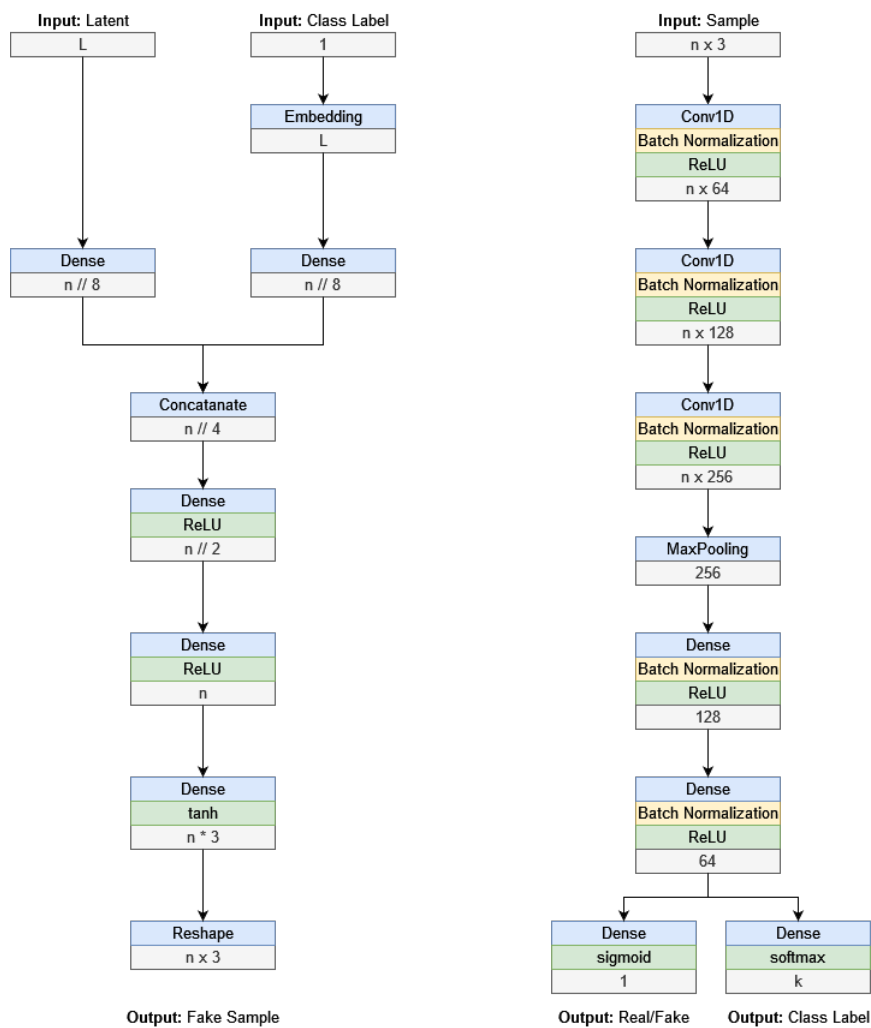 Input: Latent
L
Input: Class Label
1
Embedding
L
Dense
n // 8
Dense
n // 8
Concatanate
n // 4
Dense
ReLU
n // 2
Dense
ReLU
n
Dense
tanh
n * 3
Reshape
n x 3
Output: Fake Sample
Input: Sample
n x 3
Conv1D
Batch Normalization
ReLU
n x 64
Conv1D
Batch Normalization
ReLU
n x 128
Conv1D
Batch Normalization
ReLU
n x 256
MaxPooling
256
Dense
Batch Normalization
ReLU
128
Dense
Batch Normalization
ReLU
64
Dense
sigmoid
1
Output: Real/Fake
Dense
softmax
k
Output: Class Label